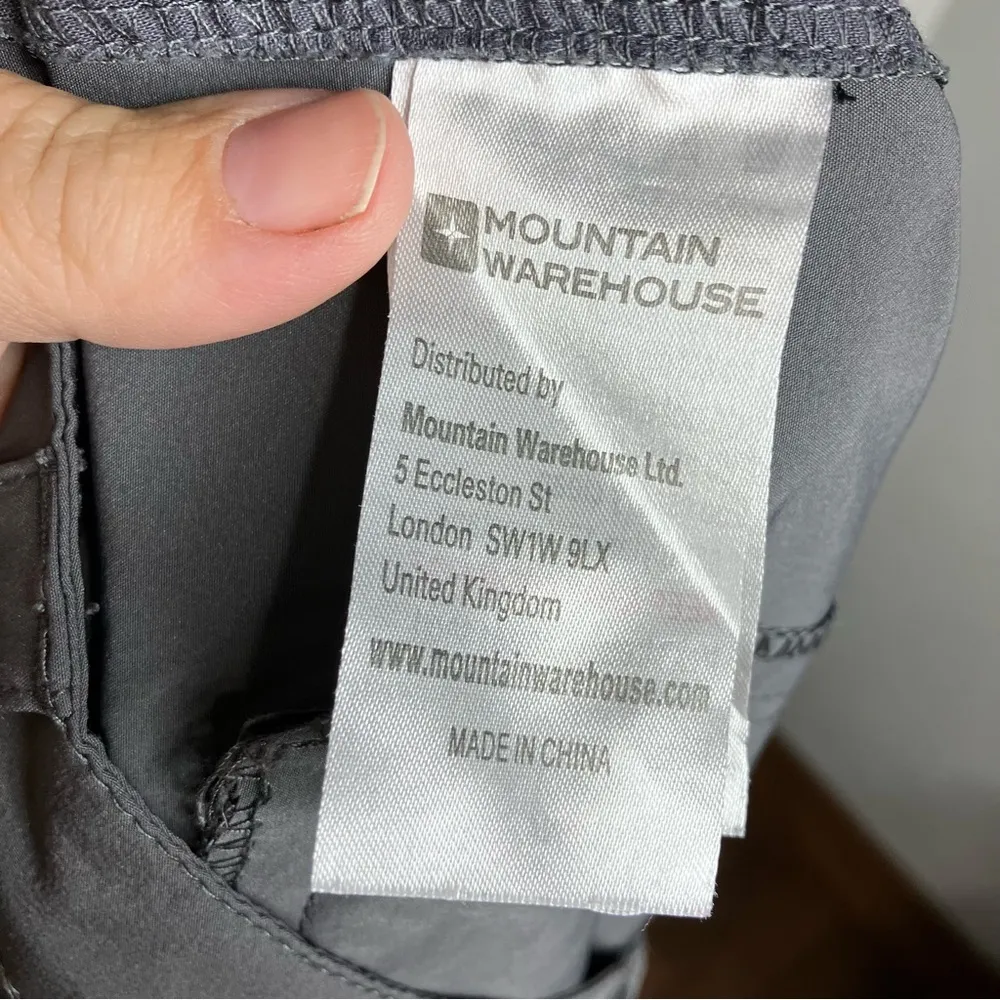 MOUNTAIN
WAREHOUSE
Distributed by
Mountain Warehouse Ltd.
5 Eccleston St
London SW1W 9LX
United Kingdom
www.mountainwarehouse.com
MADE IN CHINA